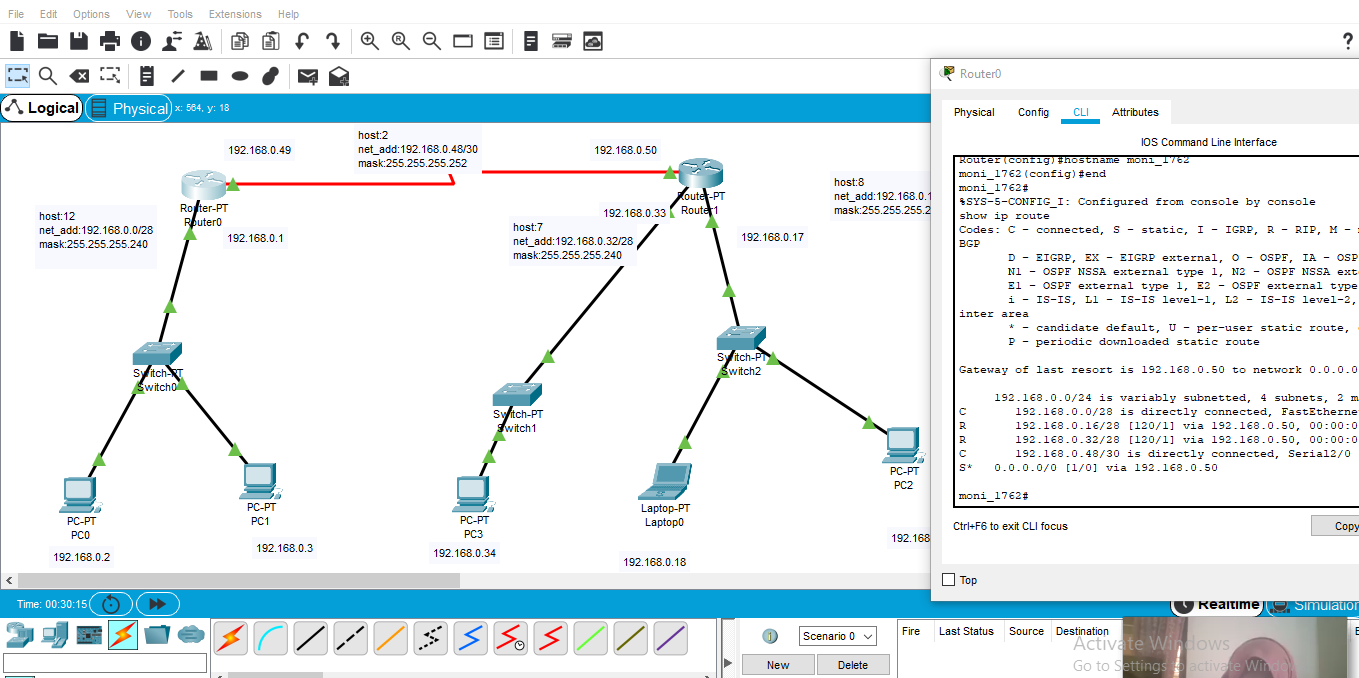 File Edit Options View Tools Extensions Help
?
Logical Physical x: 564, y: 18
192.168.0.49
host:2
net_add:192.168.0.48/30
mask:255.255.255.252
192.168.0.50
Router-PT
Router0
Router-PT
Router1
host:12
net_add:192.168.0.0/28
mask:255.255.255.240
192.168.0.1
192.168.0.33
host:7
net_add:192.168.0.32/28
mask:255.255.255.240
192.168.0.17
host:8
net_add:192.168.0.1
mask:255.255.255.2
Switch-PT
Switch0
Switch-PT
Switch1
Switch-PT
Switch2
PC-PT
PC0
192.168.0.2
PC-PT
PC1
192.168.0.3
PC-PT
PC3
192.168.0.34
Laptop-PT
Laptop0
192.168.0.18
PC-PT
PC2
192.168
Router0
Physical Config CLI Attributes
IOS Command Line Interface
Router(config)#hostname moni_1762
moni_1762(config)#end
moni_1762#
%SYS-5-CONFIG_I: Configured from console by console
show ip route
Codes: C - connected, S - static, I - IGRP, R - RIP, M -
BGP
D - EIGRP, EX - EIGRP external, O - OSPF, IA - OSP
N1 - OSPF NSSA external type 1, N2 - OSPF NSSA ext
E1 - OSPF external type 1, E2 - OSPF external type
i - IS-IS, L1 - IS-IS level-1, L2 - IS-IS level-2,
inter area
* - candidate default, U - per-user static route,
P - periodic downloaded static route
Gateway of last resort is 192.168.0.50 to network 0.0.0.0
192.168.0.0/24 is variably subnetted, 4 subnets, 2 m
C 192.168.0.0/28 is directly connected, FastEtherne
R 192.168.0.16/28 [120/1] via 192.168.0.50, 00:00:0
R 192.168.0.32/28 [120/1] via 192.168.0.50, 00:00:0
C 192.168.0.48/30 is directly connected, Serial2/0
S* 0.0.0.0/0 [1/0] via 192.168.0.50
moni_1762#
Ctrl+F6 to exit CLI focus
Copy
Top
Time: 00:30:15
Realtime Simulation
Scenario 0
New Delete
Fire Last Status Source Destination
Activate Windows
Go to Settings to activate Windo